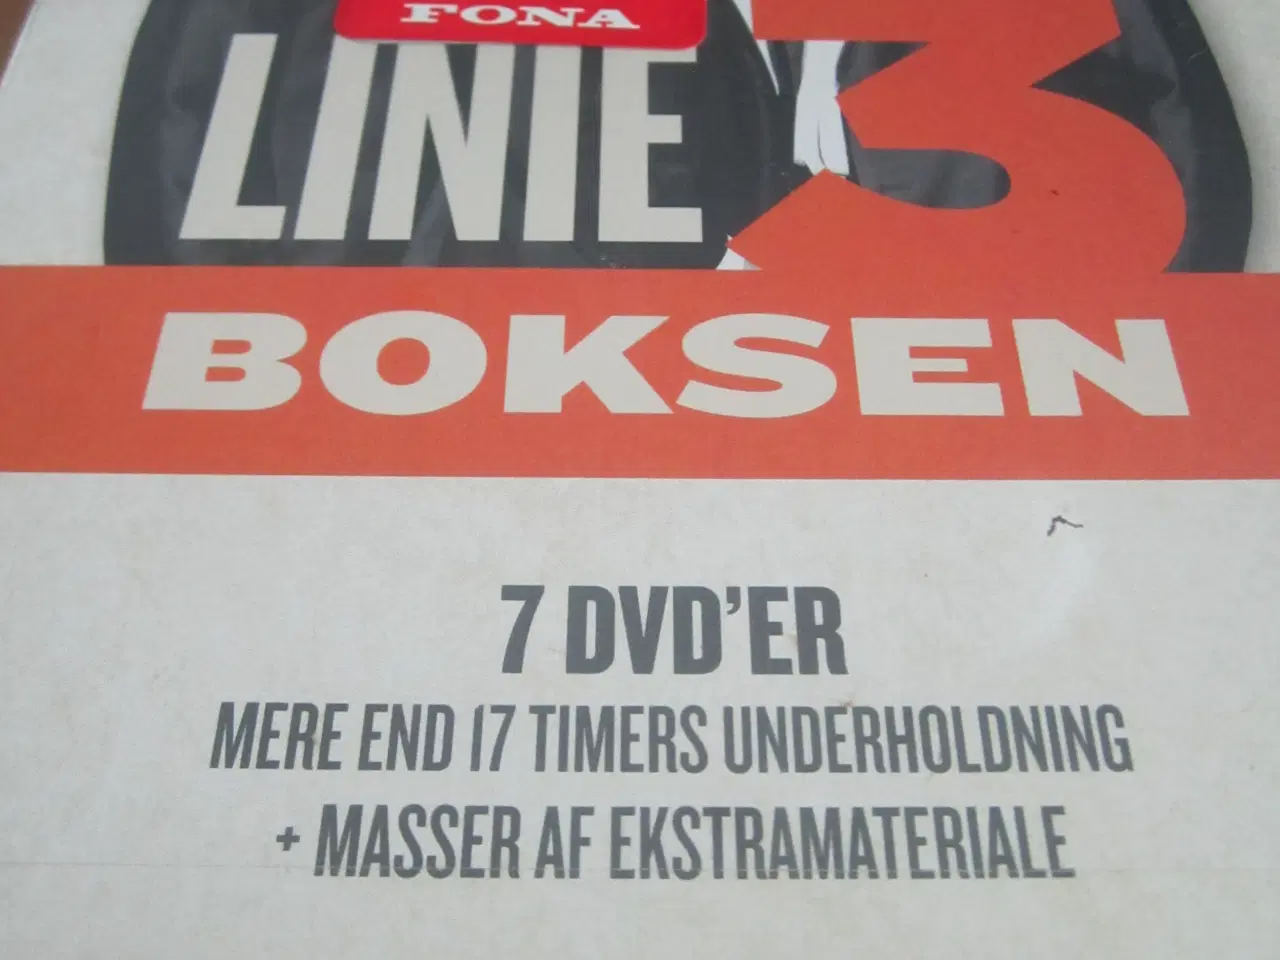 FONA
LINIE 3
BOKSEN
7 DVD’ER
MERE END 17 TIMERS UNDERHOLDNING
+ MASSER AF EKSTRAMATERIALE